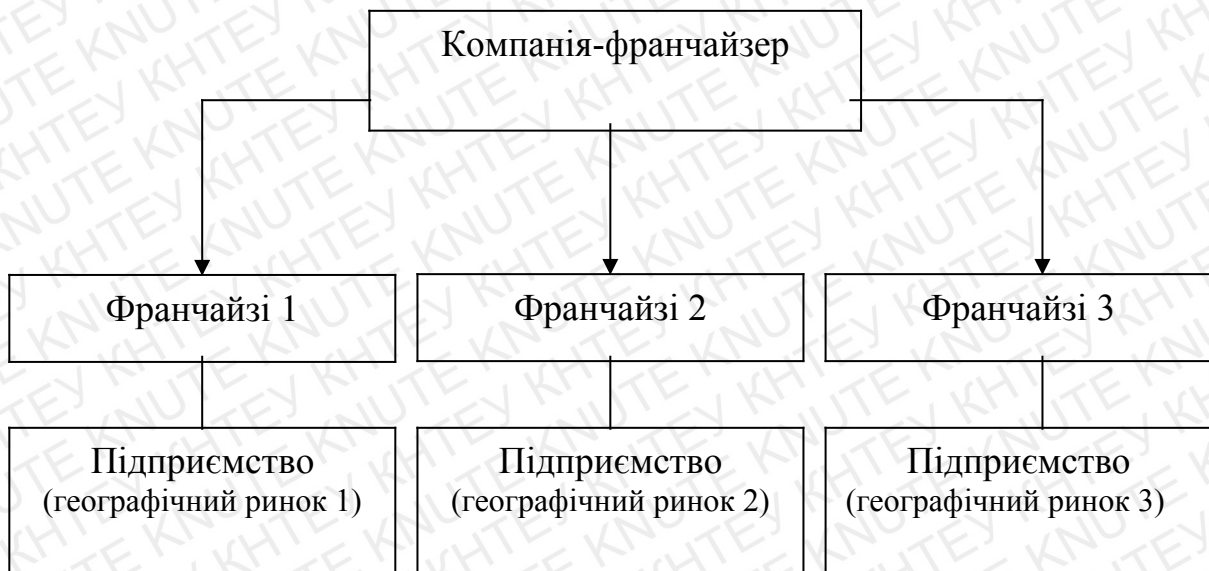 Компанія-франчайзер
Франчайзі 1
Франчайзі 2
Франчайзі 3
Підприємство
(географічний ринок 1)
Підприємство
(географічний ринок 2)
Підприємство
(географічний ринок 3)